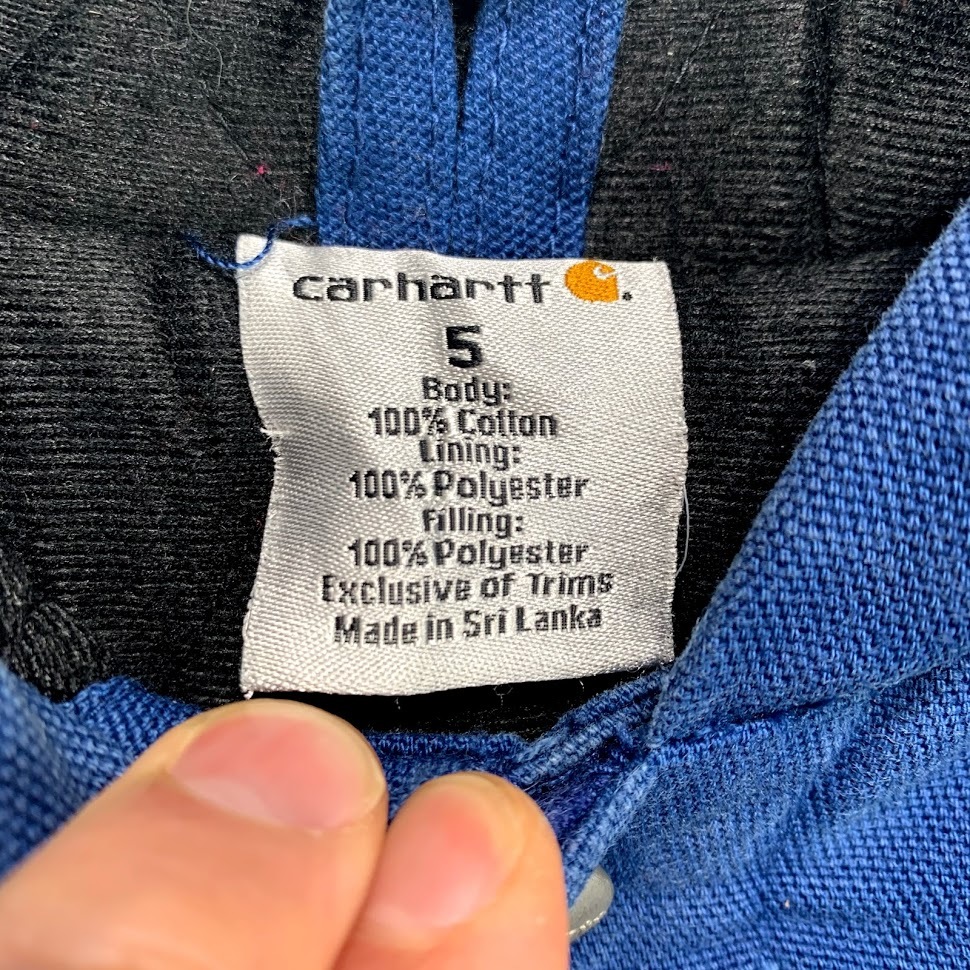 carhartt.
5
Body:
100% Cotton
Lining:
100% Polyester
Filling:
100% Polyester
Exclusive of Trims
Made in Sri Lanka